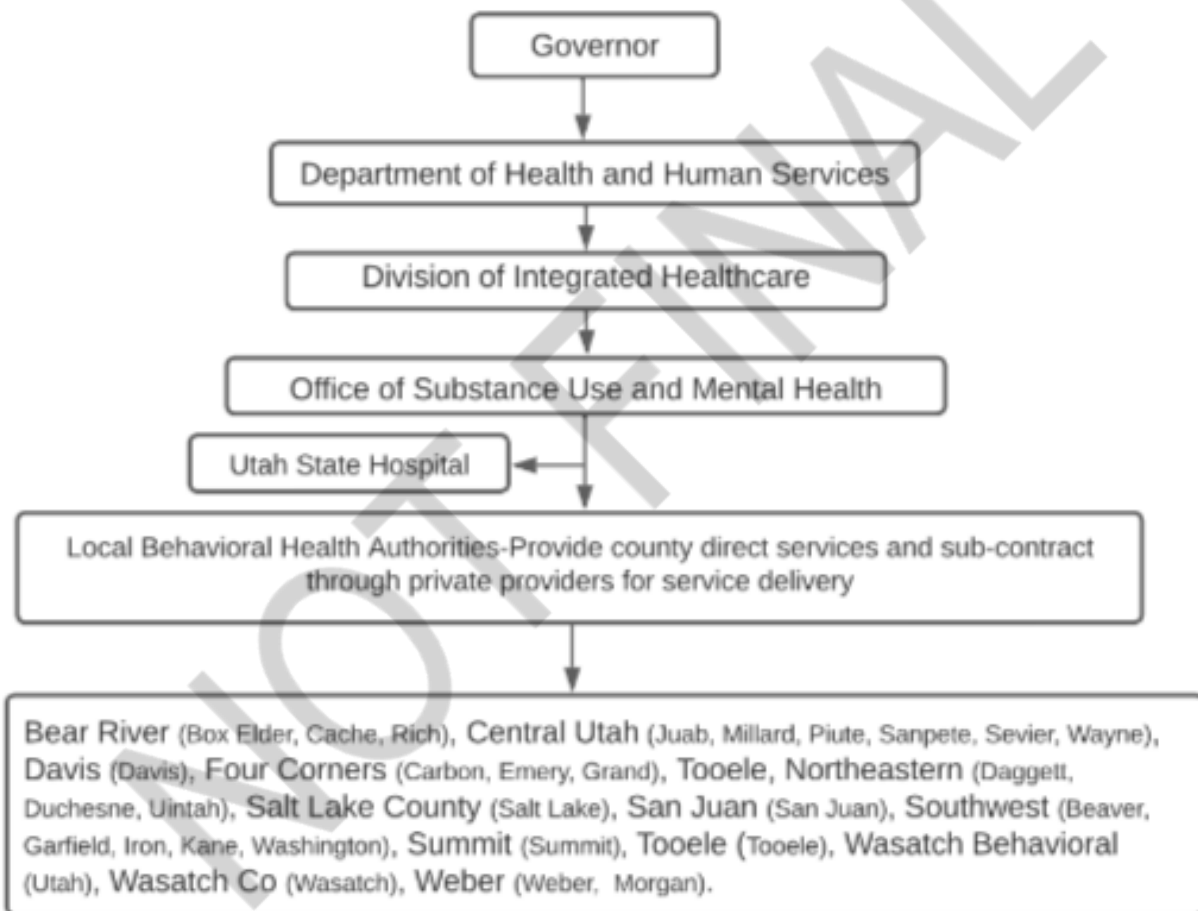 Governor
Department of Health and Human Services
Division of Integrated Healthcare
Office of Substance Use and Mental Health
Utah State Hospital
Local Behavioral Health Authorities-Provide county direct services and sub-contract
through private providers for service delivery
Bear River (Box Elder, Cache, Rich), Central Utah (Juab, Millard, Piute, Sanpete, Sevier, Wayne),
Davis (Davis), Four Corners (Carbon, Emery, Grand), Tooele, Northeastern (Daggett,
Duchesne, Uintah), Salt Lake County (Salt Lake), San Juan (San Juan), Southwest (Beaver,
Garfield, Iron, Kane, Washington), Summit (Summit), Tooele (Tooele), Wasatch Behavioral
(Utah), Wasatch Co (Wasatch), Weber (Weber, Morgan).
NOT FINAL